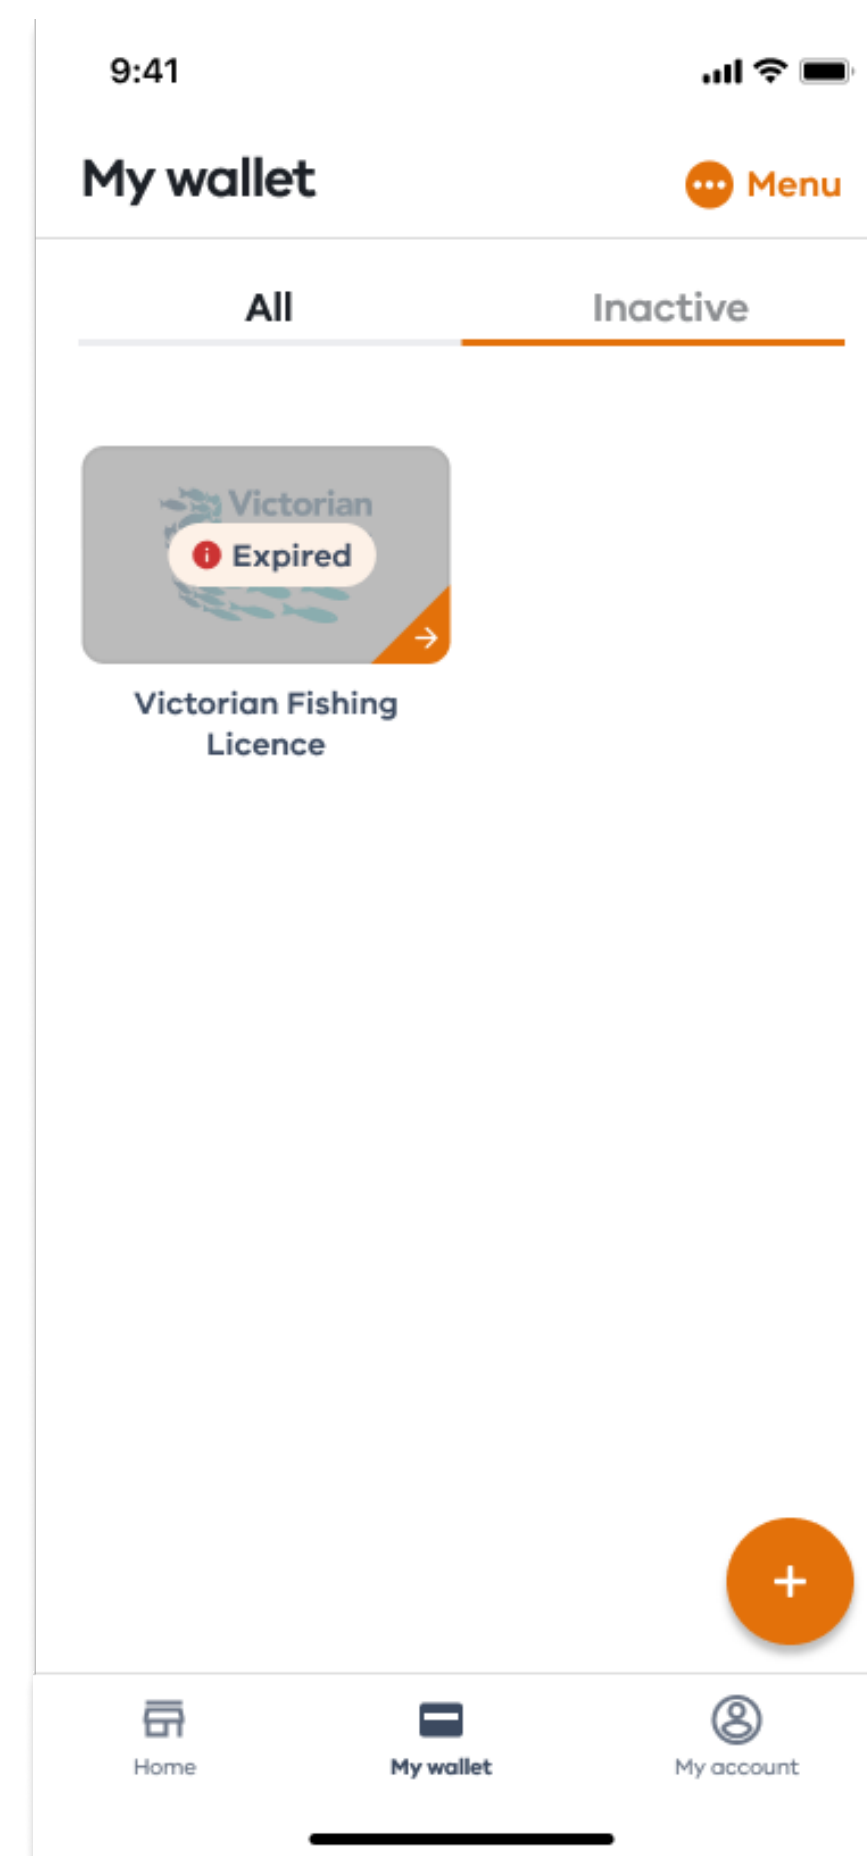 9:41
My wallet
Menu
All
Inactive
Victorian
Expired
Victorian Fishing
Licence
Home
My wallet
My account